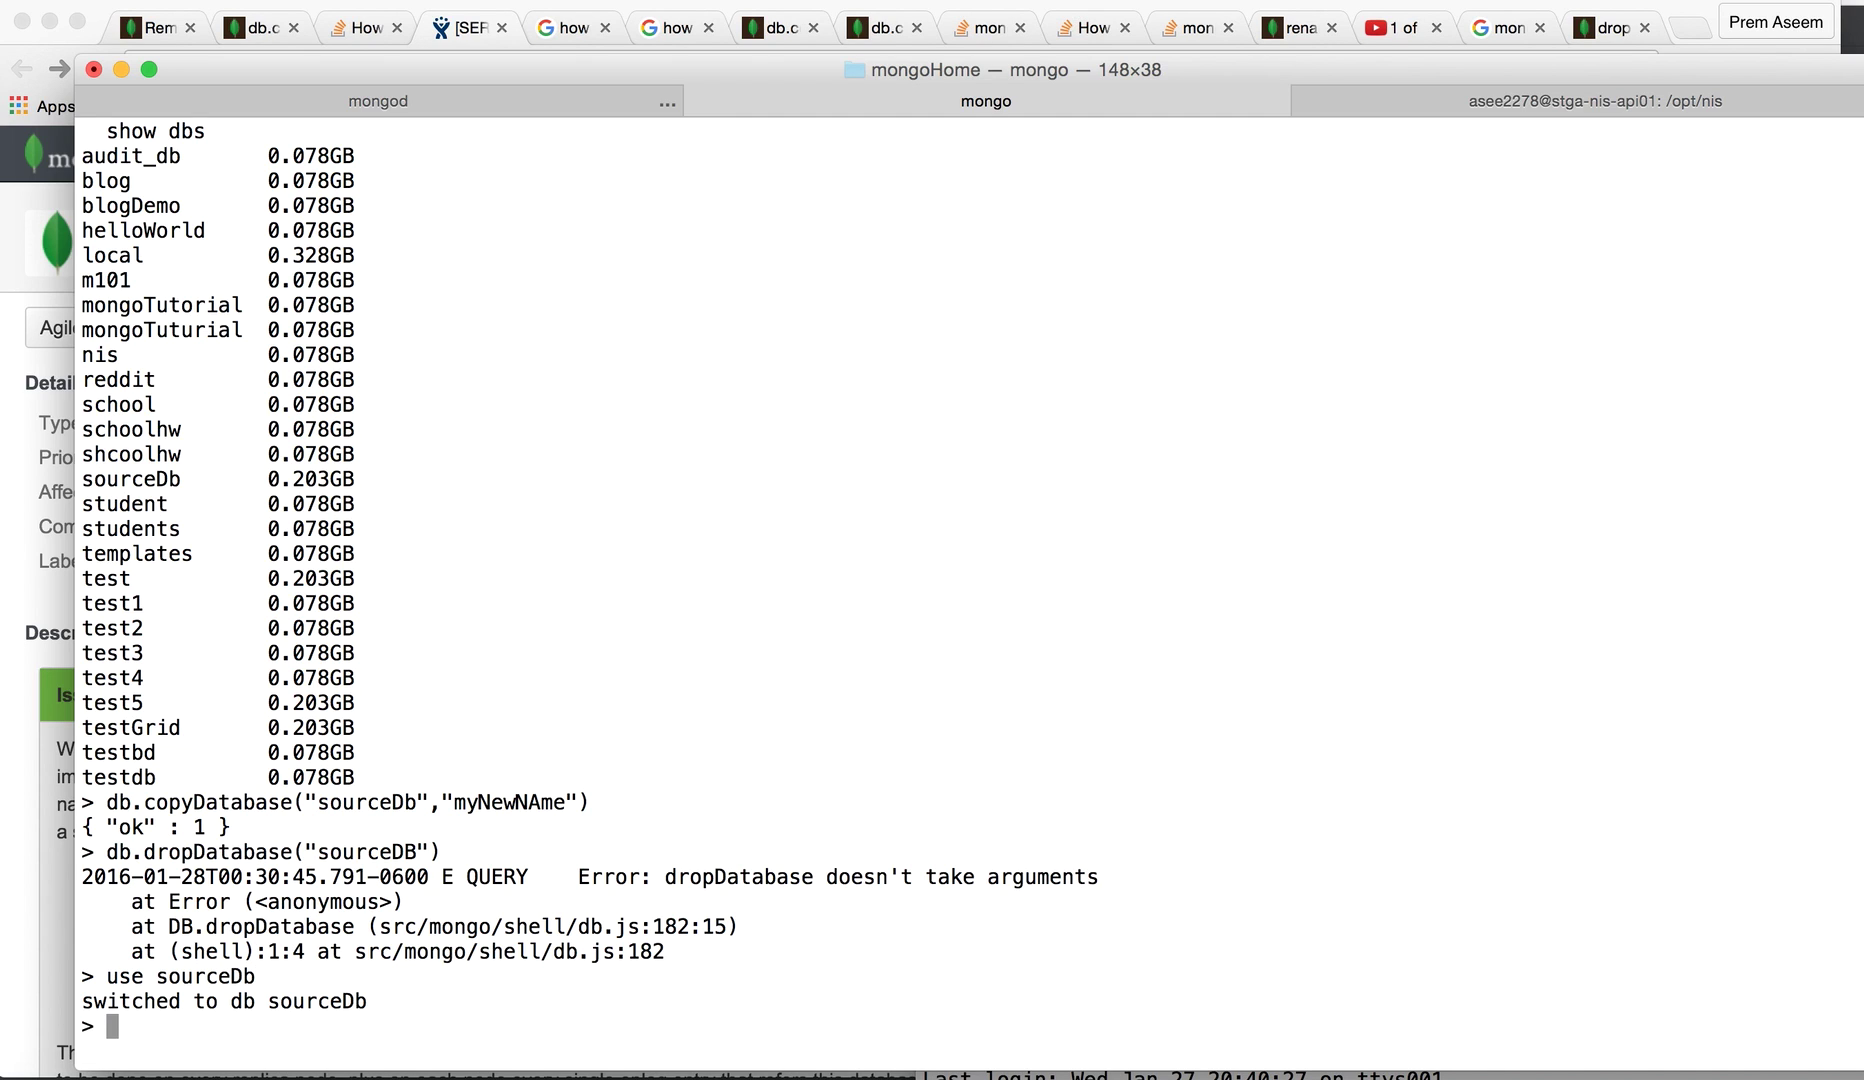 Rem db.c How [SER how how db.c db.c mon How mon rena 1 of mon drop Prem Aseem
mongoHome — mongo — 148×38
Apps
mongod ... mongo asee2278@stga-nis-api01: /opt/nis
show dbs
audit_db 0.078GB
blog 0.078GB
blogDemo 0.078GB
helloWorld 0.078GB
local 0.328GB
m101 0.078GB
mongoTutorial 0.078GB
mongoTuturial 0.078GB
nis 0.078GB
reddit 0.078GB
school 0.078GB
schoolhw 0.078GB
shcoolhw 0.078GB
sourceDb 0.203GB
student 0.078GB
students 0.078GB
templates 0.078GB
test 0.203GB
test1 0.078GB
test2 0.078GB
test3 0.078GB
test4 0.078GB
test5 0.203GB
testGrid 0.203GB
testbd 0.078GB
testdb 0.078GB
> db.copyDatabase("sourceDb","myNewNAme")
{ "ok" : 1 }
> db.dropDatabase("sourceDB")
2016-01-28T00:30:45.791-0600 E QUERY    Error: dropDatabase doesn't take arguments
at Error (<anonymous>)
at DB.dropDatabase (src/mongo/shell/db.js:182:15)
at (shell):1:4 at src/mongo/shell/db.js:182
> use sourceDb
switched to db sourceDb
>
Agil
Detail
Type
Prio
Affe
Com
Labe
Descr
Is
W
im
na
a s
Th
Last login: Wed Jan 27 20:40:27 on ttys001